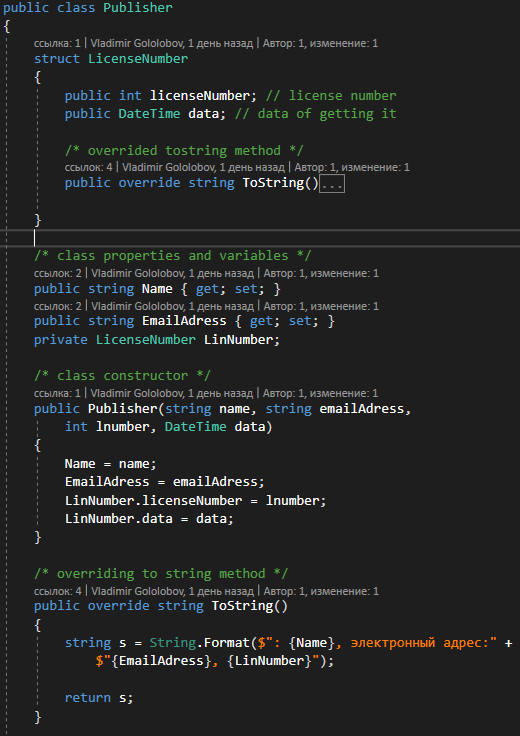 public class Publisher
{
ссылка: 1 | Vladimir Gololobov, 1 день назад | Автор: 1, изменение: 1
struct LicenseNumber
{
public int licenseNumber; // license number
public DateTime data; // data of getting it
/* overrided tostring method */
ссылок: 4 | Vladimir Gololobov, 1 день назад | Автор: 1, изменение: 1
public override string ToString()...
}
/* class properties and variables */
ссылок: 2 | Vladimir Gololobov, 1 день назад | Автор: 1, изменение: 1
public string Name { get; set; }
ссылок: 2 | Vladimir Gololobov, 1 день назад | Автор: 1, изменение: 1
public string EmailAdress { get; set; }
private LicenseNumber LinNumber;
/* class constructor */
ссылка: 1 | Vladimir Gololobov, 1 день назад | Автор: 1, изменение: 1
public Publisher(string name, string emailAdress,
int lnumber, DateTime data)
{
Name = name;
EmailAdress = emailAdress;
LinNumber.licenseNumber = lnumber;
LinNumber.data = data;
}
/* overriding to string method */
ссылок: 4 | Vladimir Gololobov, 1 день назад | Автор: 1, изменение: 1
public override string ToString()
{
string s = String.Format($": {Name}, электронный адрес:" +
$"{EmailAdress}, {LinNumber}");
return s;
}